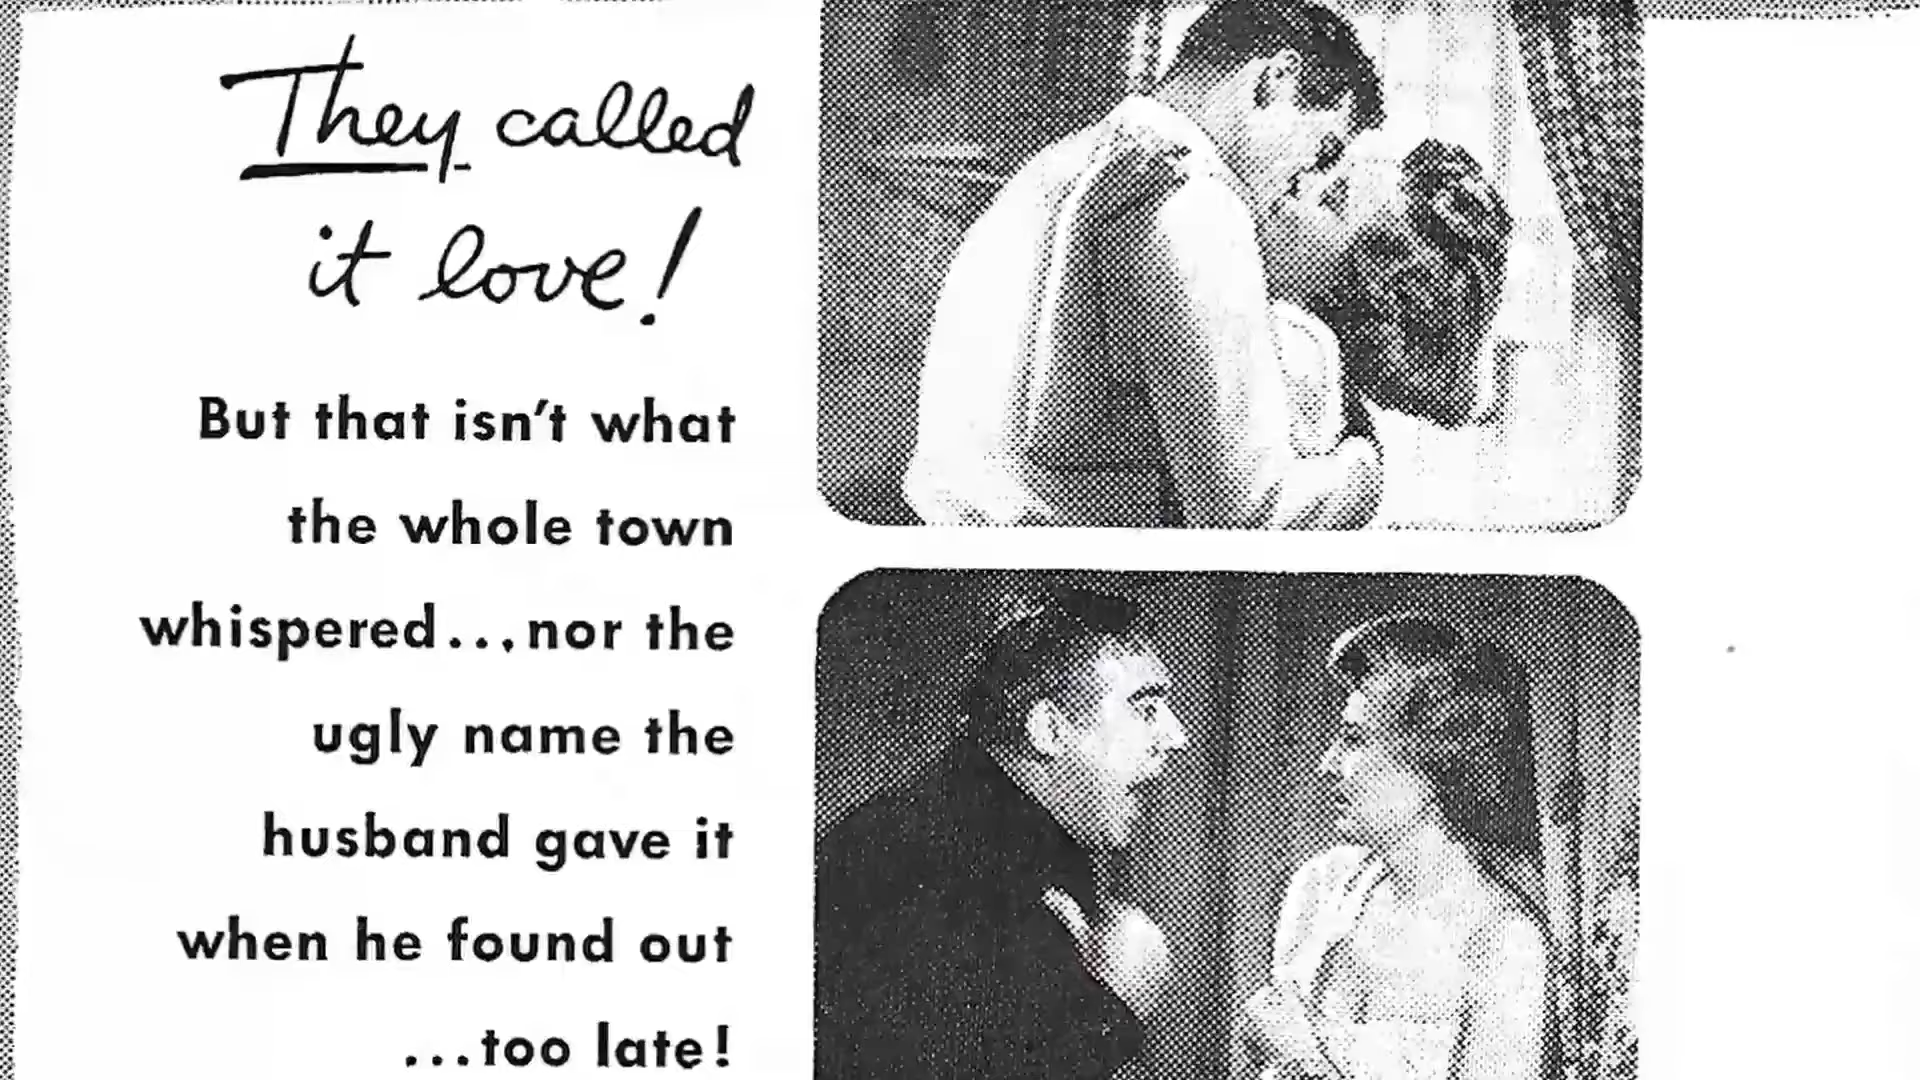 They called
it love!
But that isn't what
the whole town
whispered...nor the
ugly name the
husband gave it
when he found out
...too late!